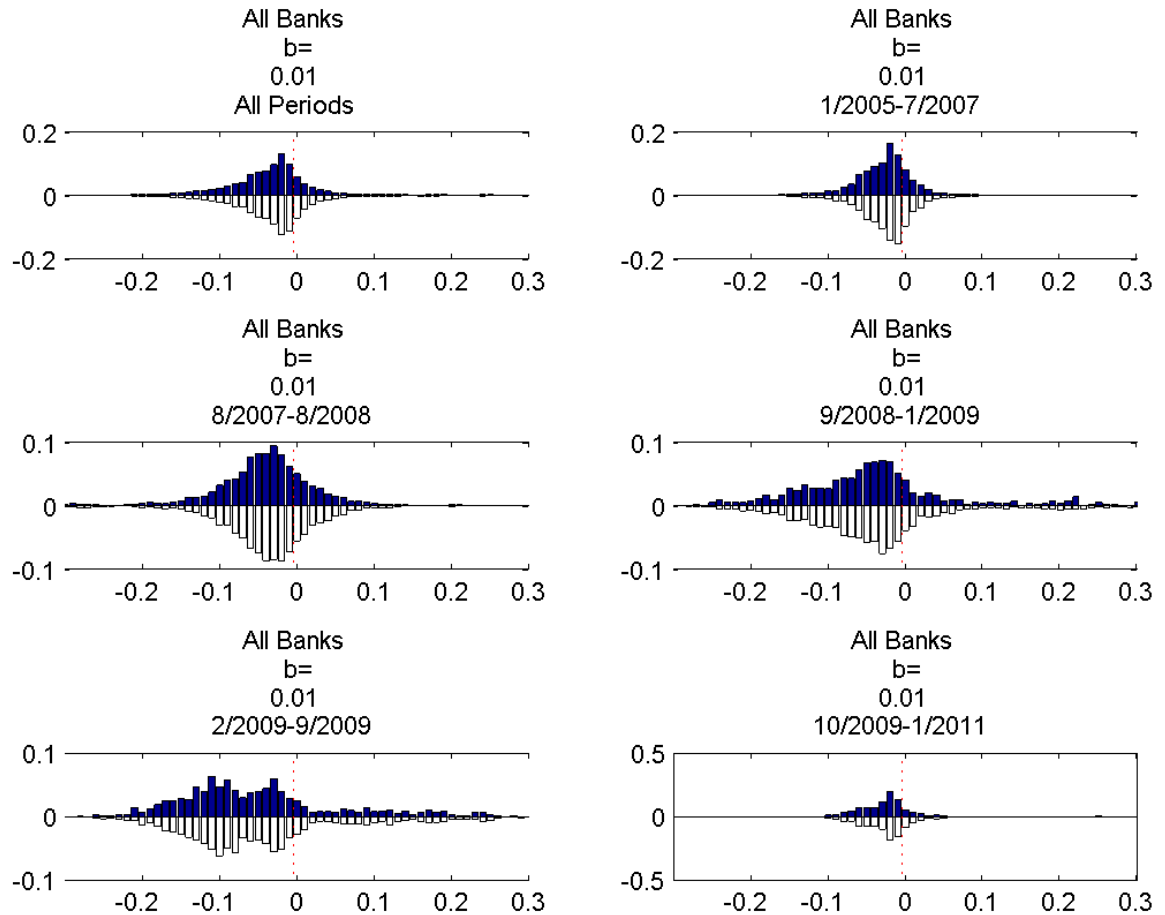 All Banks
b=
0.01
All Periods
0.2
0
-0.2
-0.2 -0.1 0 0.1 0.2 0.3
All Banks
b=
0.01
1/2005-7/2007
0.2
0
-0.2
-0.2 -0.1 0 0.1 0.2 0.3
All Banks
b=
0.01
8/2007-8/2008
0.1
0
-0.1
-0.2 -0.1 0 0.1 0.2 0.3
All Banks
b=
0.01
9/2008-1/2009
0.1
0
-0.1
-0.2 -0.1 0 0.1 0.2 0.3
All Banks
b=
0.01
2/2009-9/2009
0.1
0
-0.1
-0.2 -0.1 0 0.1 0.2 0.3
All Banks
b=
0.01
10/2009-1/2011
0.5
0
-0.5
-0.2 -0.1 0 0.1 0.2 0.3